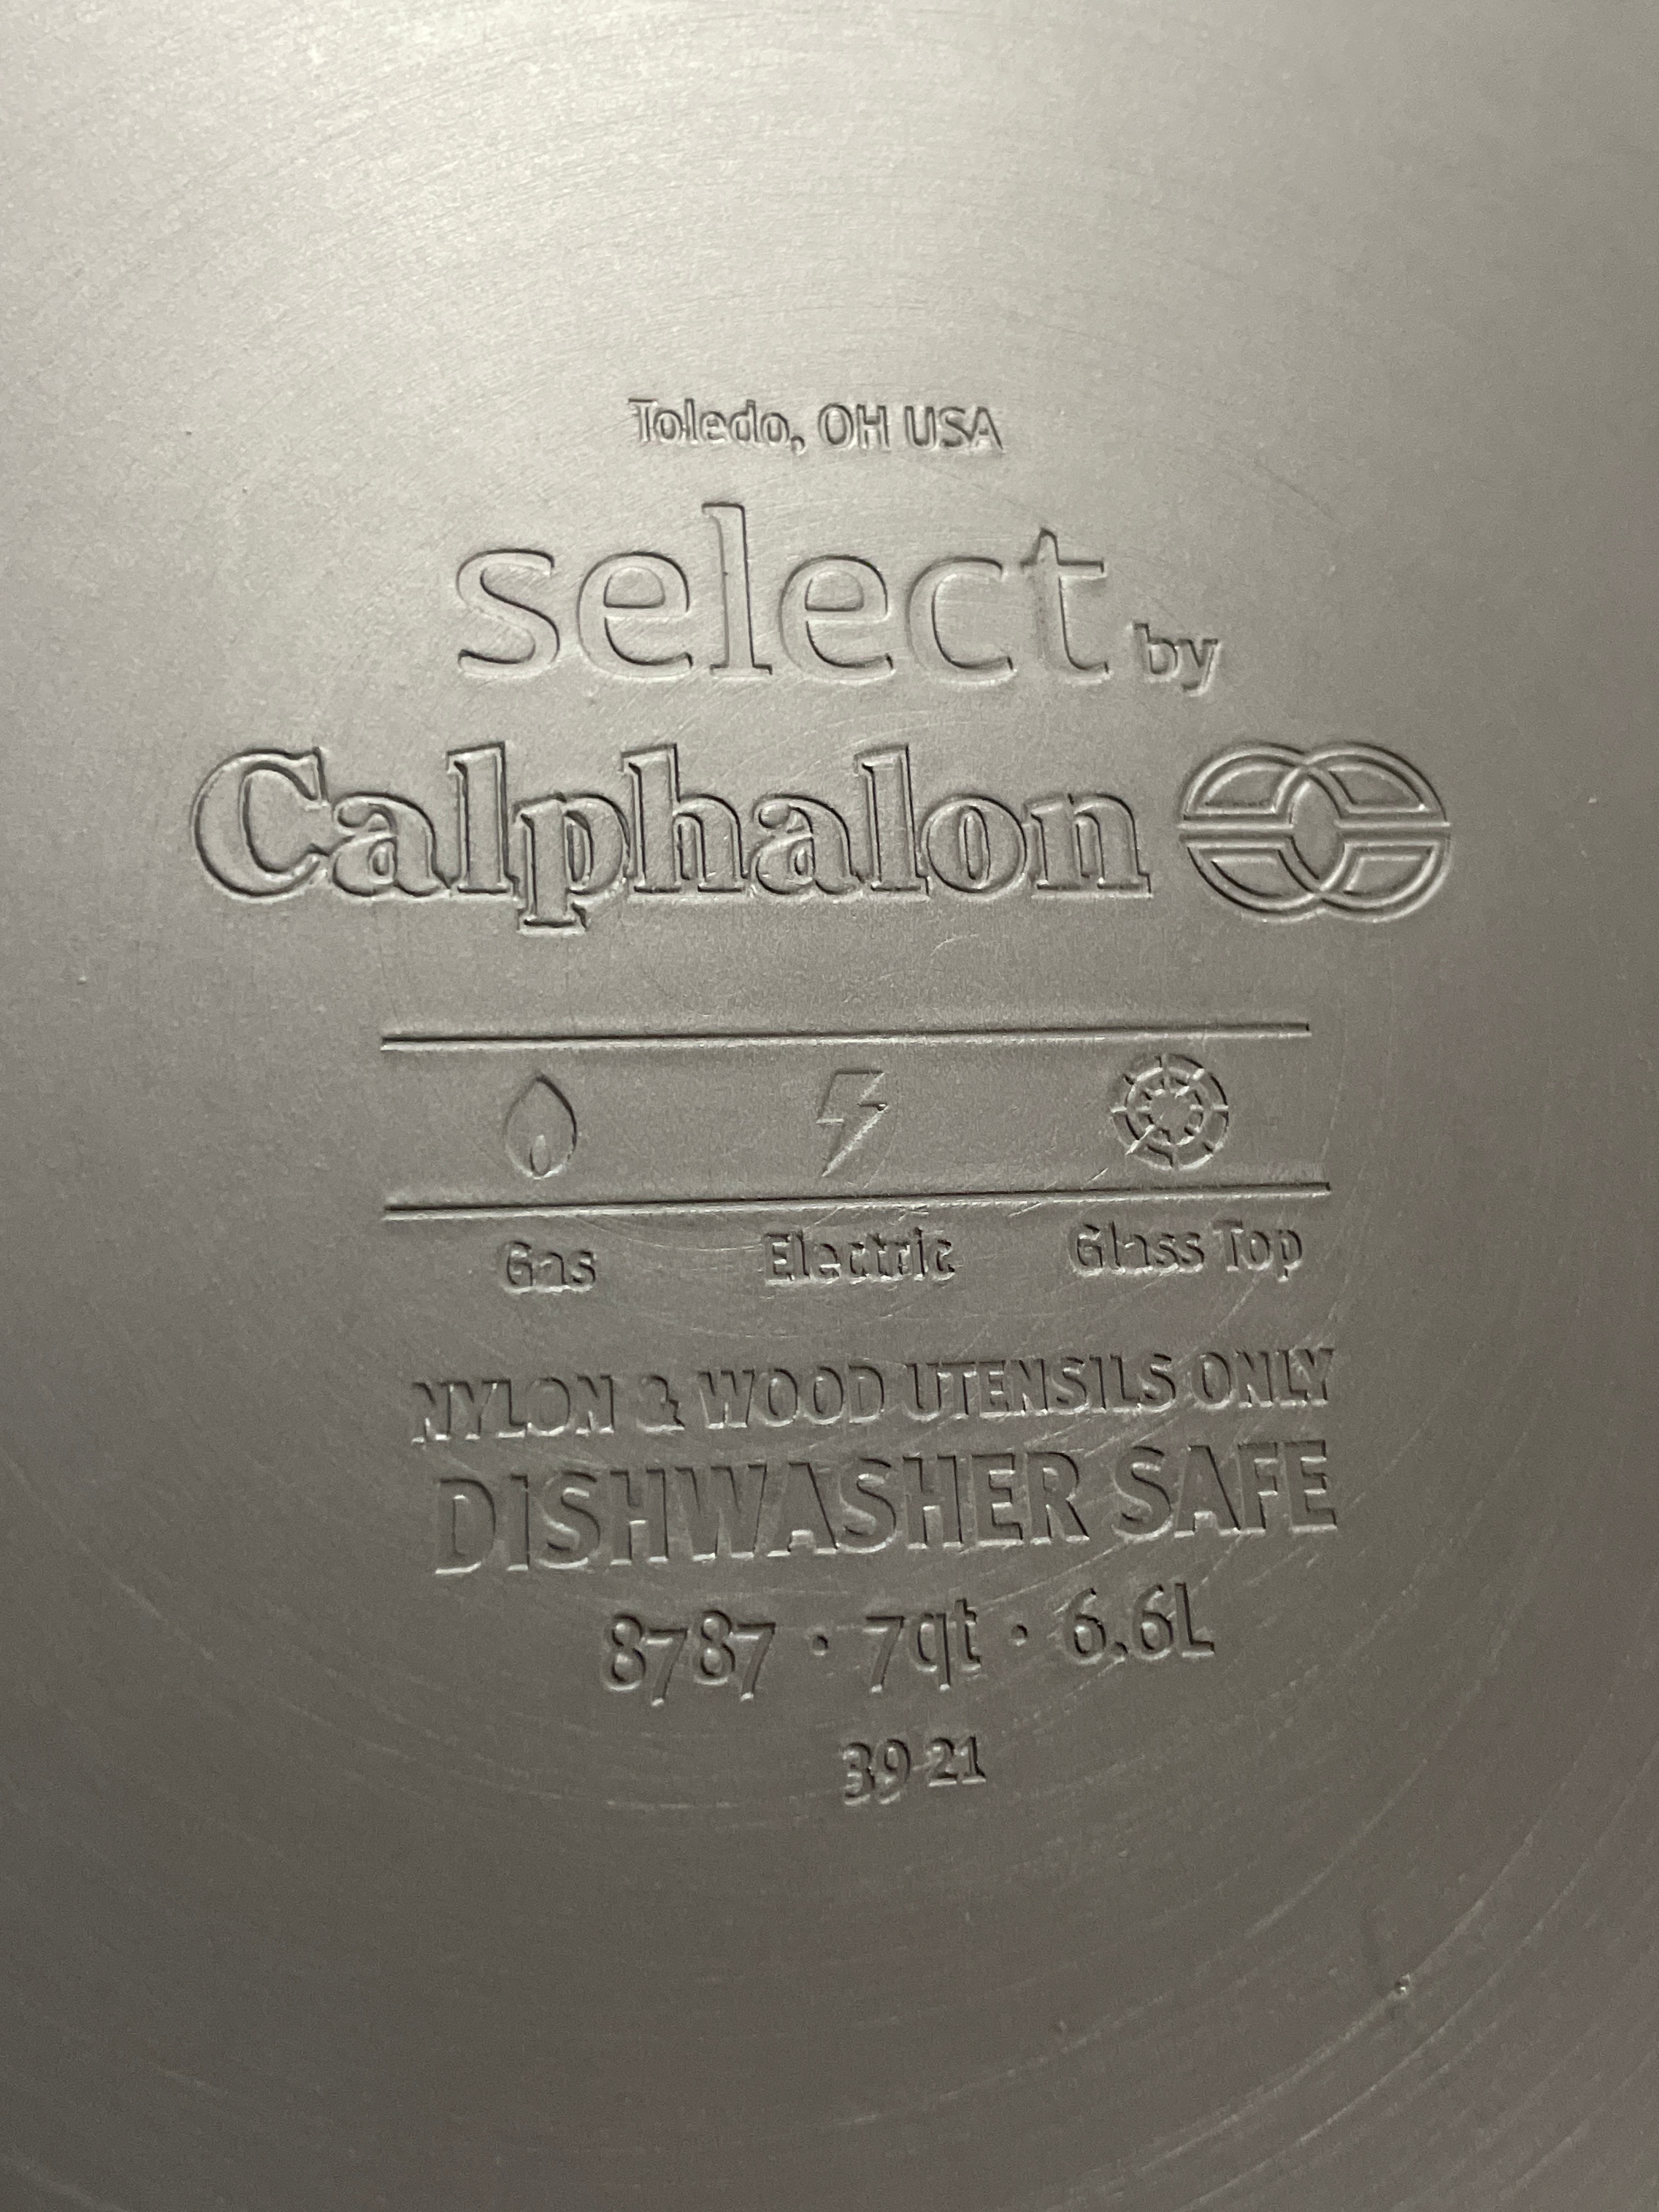 Toledo, OH USA
select by
Calphalon
Gas Electric Glass Top
NYLON & WOOD UTENSILS ONLY
DISHWASHER SAFE
8787 · 7qt · 6.6L
39 21